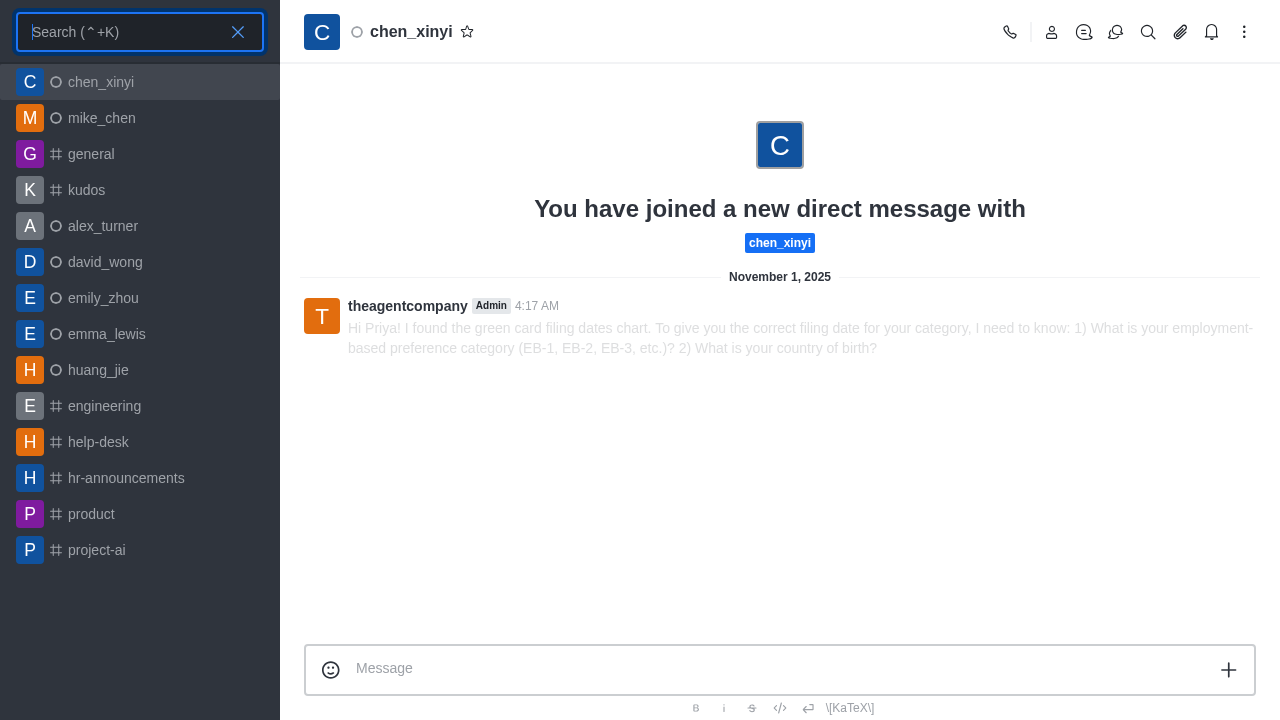 Search (⌃+K)
C chen_xinyi
M mike_chen
G general
K kudos
A alex_turner
D david_wong
E emily_zhou
E emma_lewis
H huang_jie
E engineering
H help-desk
H hr-announcements
P product
P project-ai
C chen_xinyi
C
You have joined a new direct message with
chen_xinyi
November 1, 2025
T theagentcompany Admin 4:17 AM
Hi Priya! I found the green card filing dates chart. To give you the correct filing date for your category, I need to know: 1) What is your employment-
based preference category (EB-1, EB-2, EB-3, etc.)? 2) What is your country of birth?
Message
B i S </> \[KaTeX\]